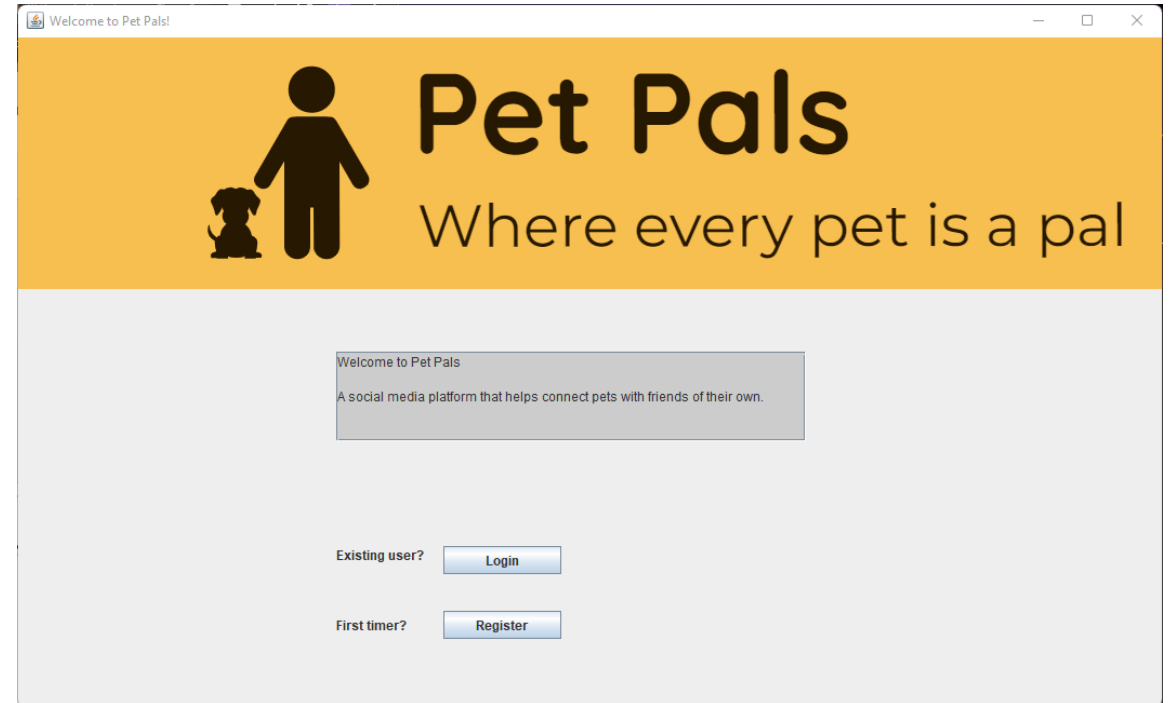 Welcome to Pet Pals!
Pet Pals
Where every pet is a pal
Welcome to Pet Pals
A social media platform that helps connect pets with friends of their own.
Existing user?
Login
First timer?
Register